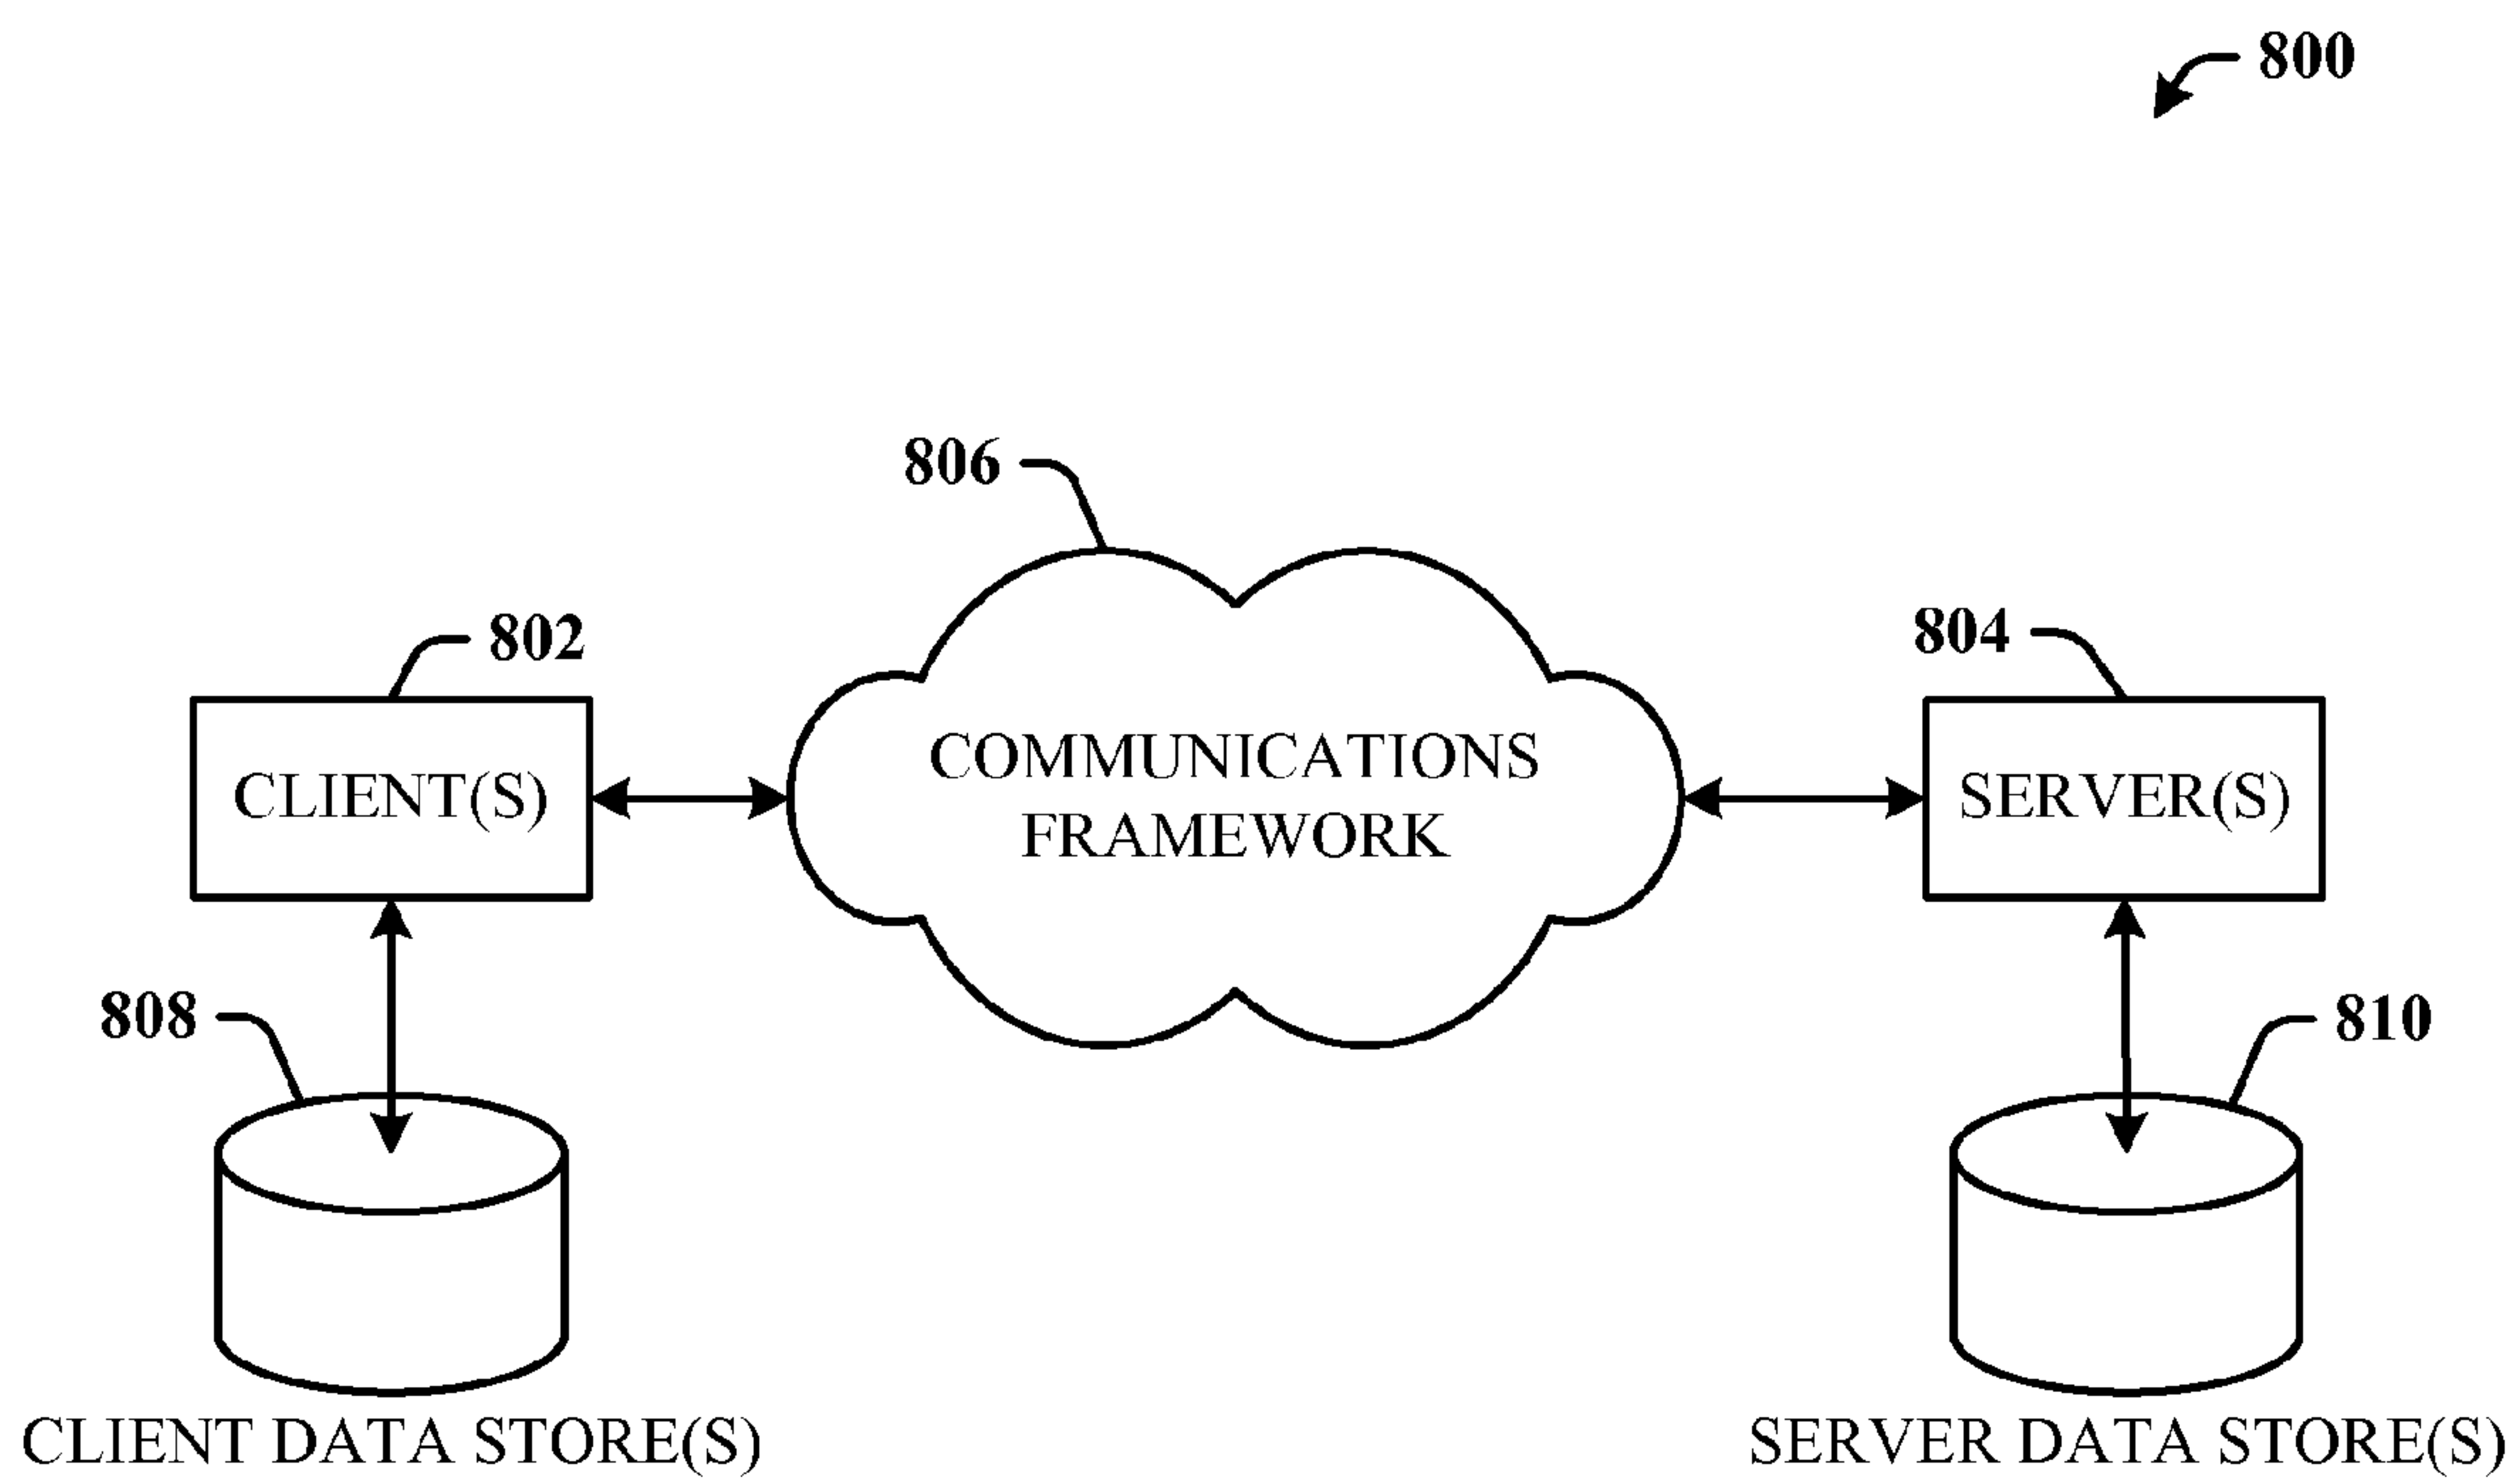 800
806
802
804
COMMUNICATIONS
CLIENT(S)
SERVER(S)
FRAMEWORK
808
810
CLIENT DATA STORE(S)
SERVER DATA STORE(S)